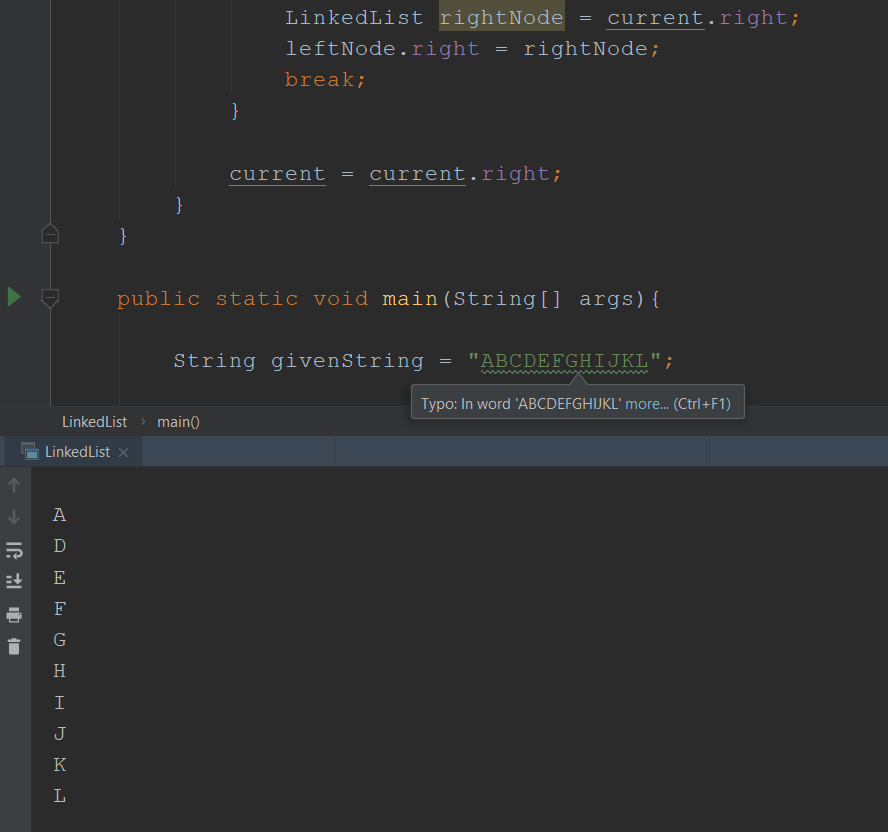 LinkedList rightNode = current.right;
leftNode.right = rightNode;
break;
}
current = current.right;
}
}
public static void main(String[] args){
String givenString = "ABCDEFGHIJKL";
Typo: In word 'ABCDEFGHIJKL' more... (Ctrl+F1)
LinkedList › main()
LinkedList ×
A
D
E
F
G
H
I
J
K
L